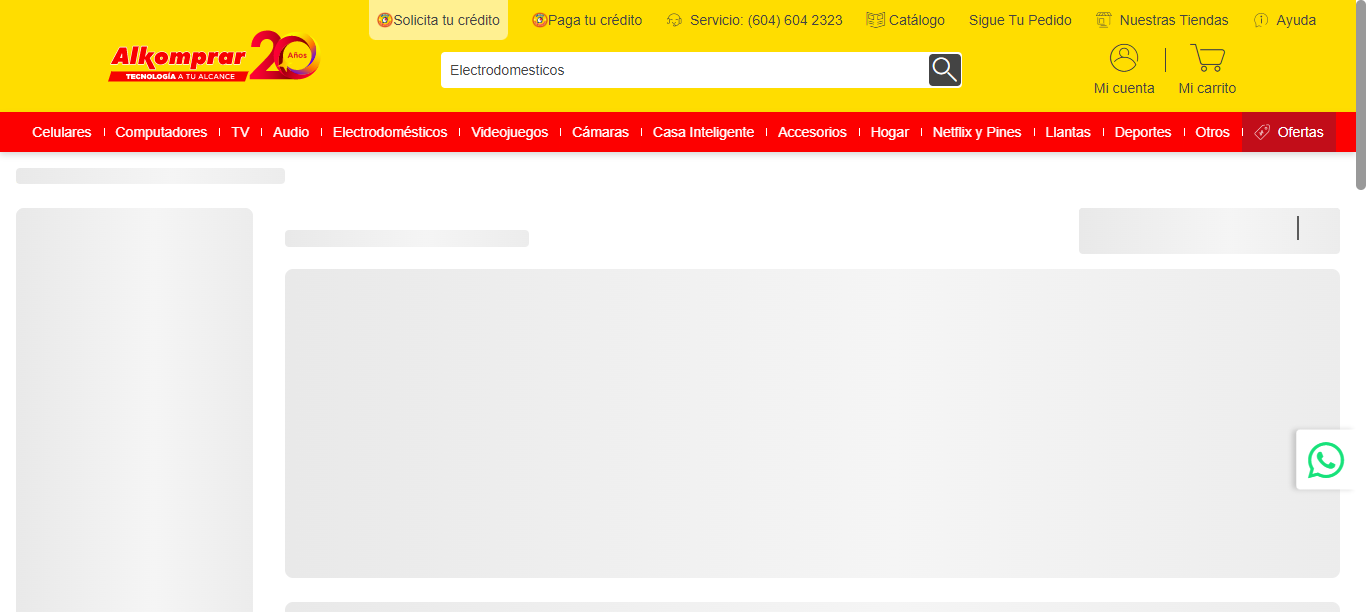 Solicita tu crédito
Paga tu crédito
Servicio: (604) 604 2323
Catálogo
Sigue Tu Pedido
Nuestras Tiendas
Ayuda
Alkomprar 20 Años
TECNOLOGÍA A TU ALCANCE
Electrodomesticos
Mi cuenta
Mi carrito
Celulares
Computadores
TV
Audio
Electrodomésticos
Videojuegos
Cámaras
Casa Inteligente
Accesorios
Hogar
Netflix y Pines
Llantas
Deportes
Otros
Ofertas